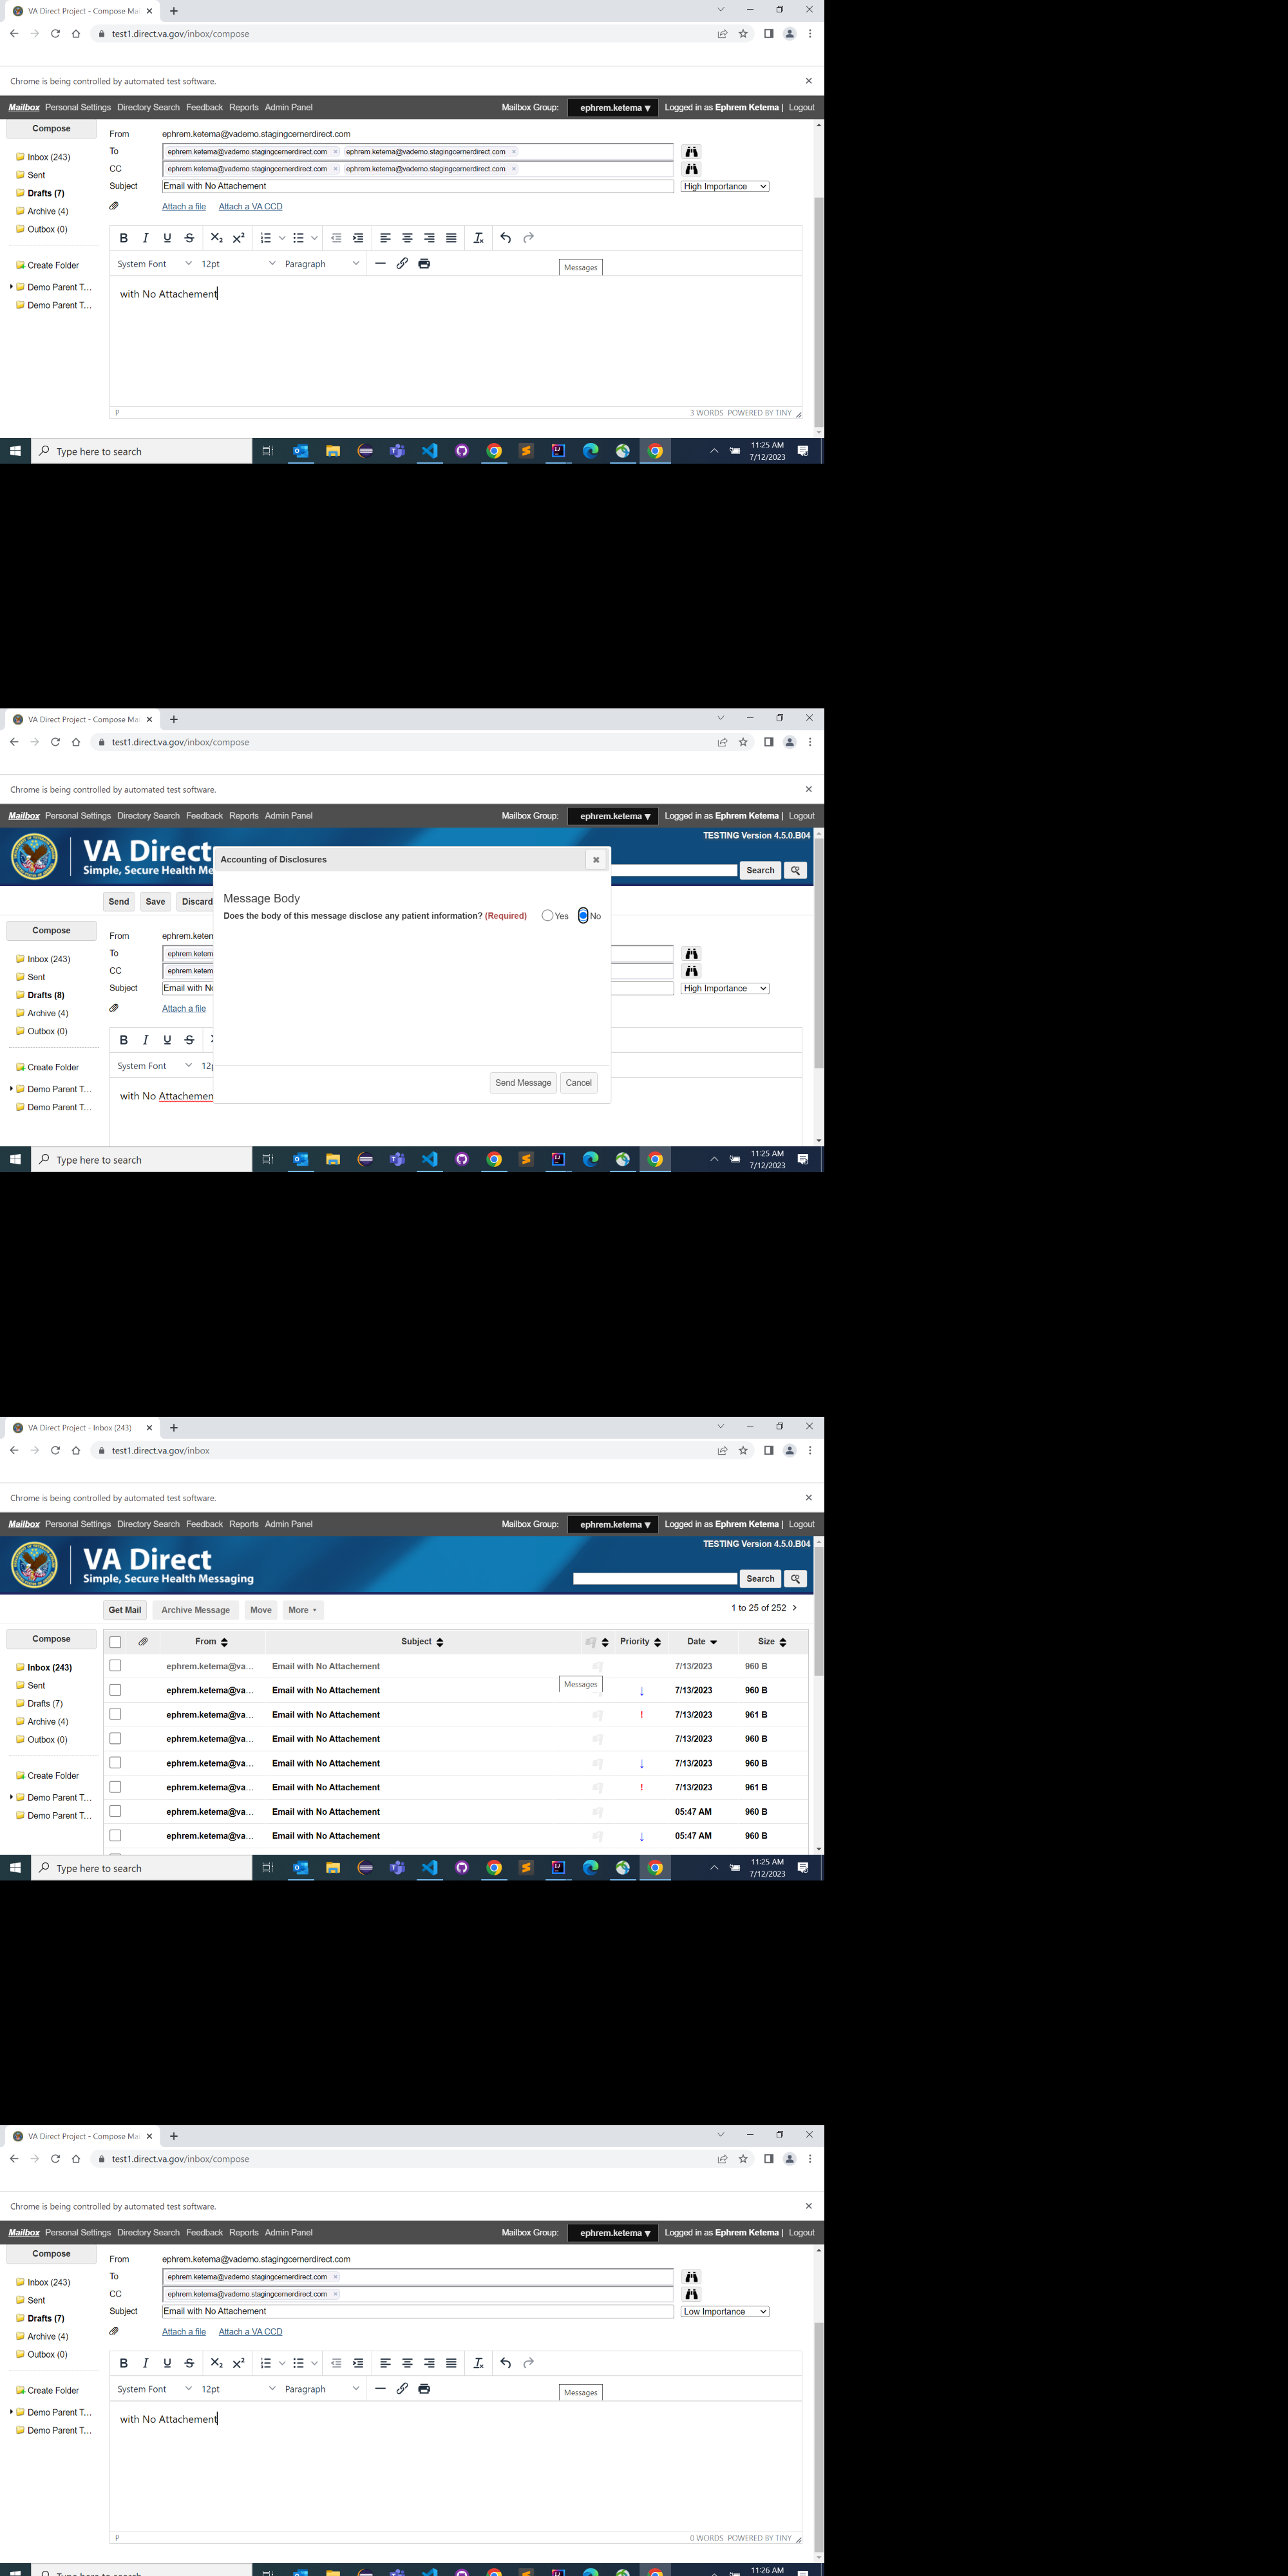 VA Direct Project - Compose Ma
test1.direct.va.gov/inbox/compose
Chrome is being controlled by automated test software.
Mailbox Personal Settings Directory Search Feedback Reports Admin Panel Mailbox Group: ephrem.ketema ▼ Logged in as Ephrem Ketema | Logout
Compose
Inbox (243)
Sent
Drafts (7)
Archive (4)
Outbox (0)
Create Folder
Demo Parent T...
Demo Parent T...
From ephrem.ketema@vademo.stagingcernerdirect.com
To ephrem.ketema@vademo.stagingcernerdirect.com × ephrem.ketema@vademo.stagingcernerdirect.com ×
CC ephrem.ketema@vademo.stagingcernerdirect.com × ephrem.ketema@vademo.stagingcernerdirect.com ×
Subject Email with No Attachement High Importance
Attach a file Attach a VA CCD
System Font 12pt Paragraph
Messages
with No Attachement
P 3 WORDS POWERED BY TINY
Type here to search
11:25 AM
7/12/2023
VA Direct Project - Compose Ma
test1.direct.va.gov/inbox/compose
Chrome is being controlled by automated test software.
Mailbox Personal Settings Directory Search Feedback Reports Admin Panel Mailbox Group: ephrem.ketema ▼ Logged in as Ephrem Ketema | Logout
TESTING Version 4.5.0.B04
VA Direct
Simple, Secure Health Me
Search
Send Save Discard
Compose
Inbox (243)
Sent
Drafts (8)
Archive (4)
Outbox (0)
Create Folder
Demo Parent T...
Demo Parent T...
From ephrem.keter
To ephrem.ketem
CC ephrem.ketem
Subject Email with No High Importance
Attach a file
System Font 12p
with No Attachemen
Accounting of Disclosures
Message Body
Does the body of this message disclose any patient information? (Required) Yes No
Send Message Cancel
Type here to search
11:25 AM
7/12/2023
VA Direct Project - Inbox (243)
test1.direct.va.gov/inbox
Chrome is being controlled by automated test software.
Mailbox Personal Settings Directory Search Feedback Reports Admin Panel Mailbox Group: ephrem.ketema ▼ Logged in as Ephrem Ketema | Logout
TESTING Version 4.5.0.B04
VA Direct
Simple, Secure Health Messaging
Search
Get Mail Archive Message Move More 1 to 25 of 252
Compose
Inbox (243)
Sent
Drafts (7)
Archive (4)
Outbox (0)
Create Folder
Demo Parent T...
Demo Parent T...
From Subject Priority Date Size
ephrem.ketema@va... Email with No Attachement 7/13/2023 960 B
Messages
ephrem.ketema@va... Email with No Attachement ↓ 7/13/2023 960 B
ephrem.ketema@va... Email with No Attachement ! 7/13/2023 961 B
ephrem.ketema@va... Email with No Attachement 7/13/2023 960 B
ephrem.ketema@va... Email with No Attachement ↓ 7/13/2023 960 B
ephrem.ketema@va... Email with No Attachement ! 7/13/2023 961 B
ephrem.ketema@va... Email with No Attachement 05:47 AM 960 B
ephrem.ketema@va... Email with No Attachement ↓ 05:47 AM 960 B
Type here to search
11:25 AM
7/12/2023
VA Direct Project - Compose Ma
test1.direct.va.gov/inbox/compose
Chrome is being controlled by automated test software.
Mailbox Personal Settings Directory Search Feedback Reports Admin Panel Mailbox Group: ephrem.ketema ▼ Logged in as Ephrem Ketema | Logout
Compose
Inbox (243)
Sent
Drafts (7)
Archive (4)
Outbox (0)
Create Folder
Demo Parent T...
Demo Parent T...
From ephrem.ketema@vademo.stagingcernerdirect.com
To ephrem.ketema@vademo.stagingcernerdirect.com ×
CC ephrem.ketema@vademo.stagingcernerdirect.com ×
Subject Email with No Attachement Low Importance
Attach a file Attach a VA CCD
System Font 12pt Paragraph
Messages
with No Attachement
P 0 WORDS POWERED BY TINY
Type here to search
11:26 AM